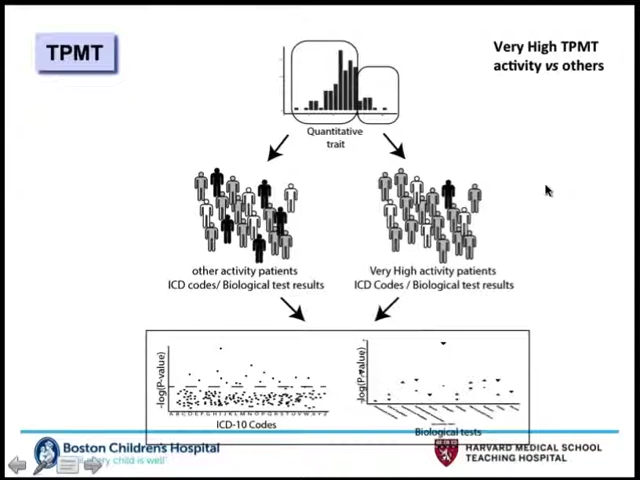 TPMT
Very High TPMT
activity vs others
Quantitative
trait
other activity patients
ICD codes/ Biological test results
Very High activity patients
ICD Codes / Biological test results
-log(P-value)
A B C D E F G H I J K L M N O P Q R S T U V W X Y Z
ICD-10 Codes
-log(P-value)
Biological tests
Boston Children's Hospital
every child is well
HARVARD MEDICAL SCHOOL
TEACHING HOSPITAL